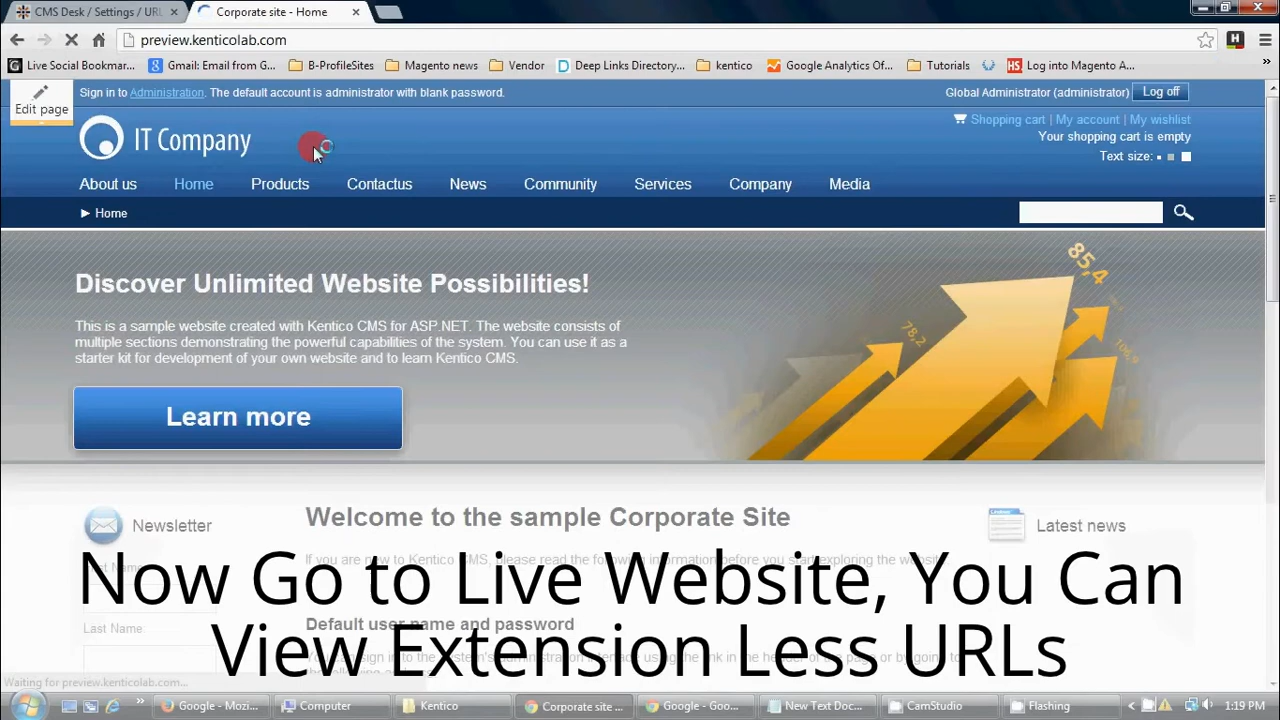 CMS Desk / Settings / URL
Corporate site - Home
preview.kenticolab.com
Live Social Bookmar...
Gmail: Email from G...
B-ProfileSites
Magento news
Vendor
Deep Links Directory...
kentico
Google Analytics Of...
Tutorials
Log into Magento A...
Edit page
Sign in to Administration. The default account is administrator with blank password.
Global Administrator (administrator)
Log off
Shopping cart | My account | My wishlist
Your shopping cart is empty
IT Company
Text size:
About us
Home
Products
Contactus
News
Community
Services
Company
Media
Home
85,4
78,2
Discover Unlimited Website Possibilities!
This is a sample website created with Kentico CMS for ASP.NET. The website consists of
multiple sections demonstrating the powerful capabilities of the system. You can use it as a
starter kit for development of your own website and to learn Kentico CMS.
Learn more
Newsletter
Welcome to the sample Corporate Site
Latest news
If you are new to Kentico CMS, please read the following information before you start exploring the website.
Now Go to Live Website, You Can
View Extension Less URLs
Default user name and password
Last Name:
Waiting for preview.kenticolab.com...
Google - Mozi...
Computer
Kentico
Corporate site ...
Google - Goo...
New Text Doc...
CamStudio
Flashing
1:19 PM